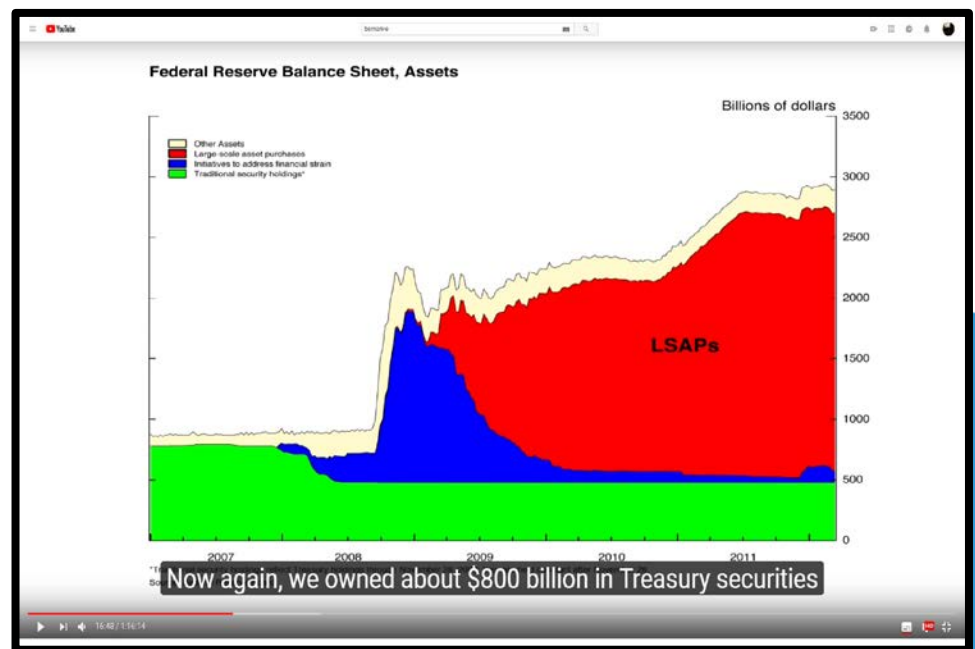 YouTube
bernanke
Federal Reserve Balance Sheet, Assets
Billions of dollars
Other Assets
Large-scale asset purchases
Initiatives to address financial strain
Traditional security holdings*
3500
3000
2500
2000
1500
1000
500
0
LSAPs
2007 2008 2009 2010 2011
Now again, we owned about $800 billion in Treasury securities
16:42 / 1:16:14